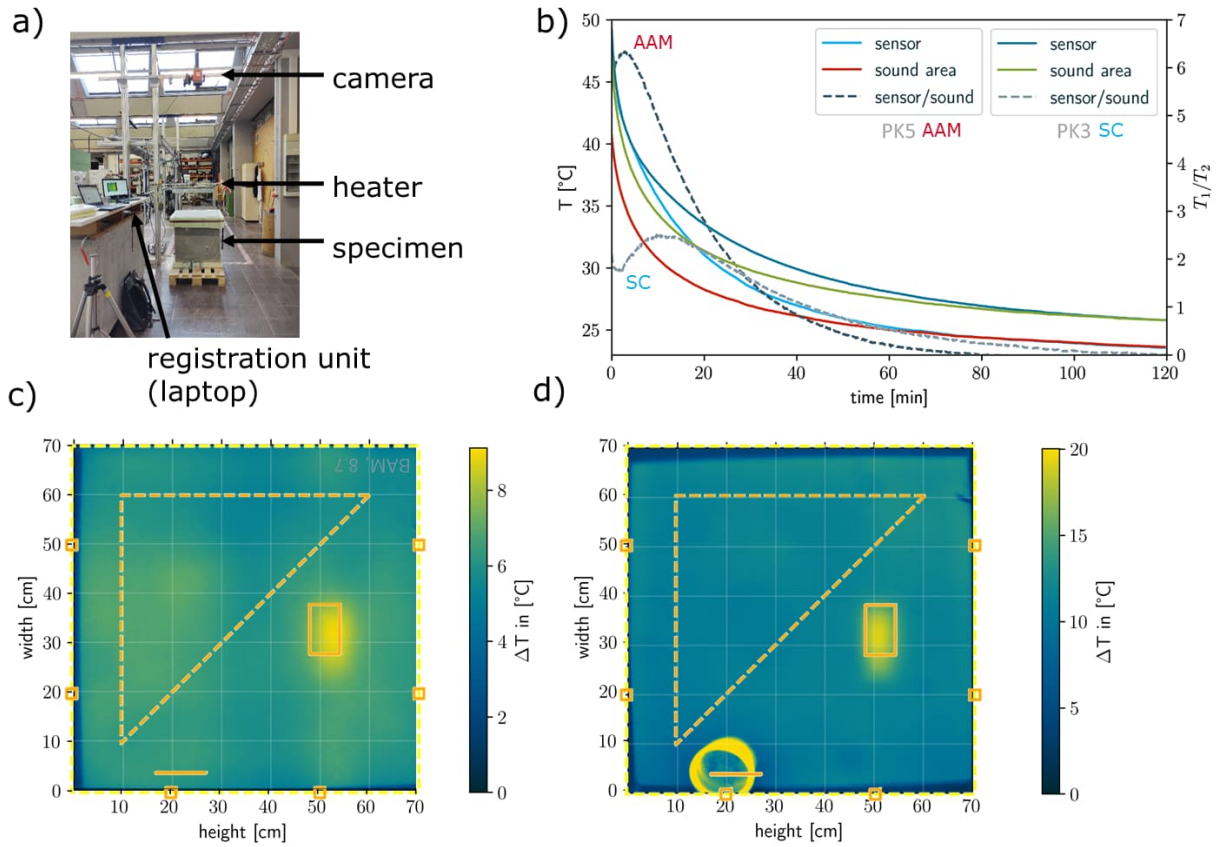 a)
camera
heater
specimen
registration unit
(laptop)
b)
50
45
40
35
30
25
T [°C]
0
20
40
60
80
100
120
time [min]
7
6
5
4
3
2
1
0
T₁/T₂
AAM
SC
sensor
sound area
sensor/sound
PK5 AAM
sensor
sound area
sensor/sound
PK3 SC
c)
70
60
50
40
30
20
10
0
width [cm]
10
20
30
40
50
60
70
height [cm]
BAM, 8.7
8
6
4
2
0
ΔT in [°C]
d)
70
60
50
40
30
20
10
0
width [cm]
10
20
30
40
50
60
70
height [cm]
20
15
10
5
0
ΔT in [°C]